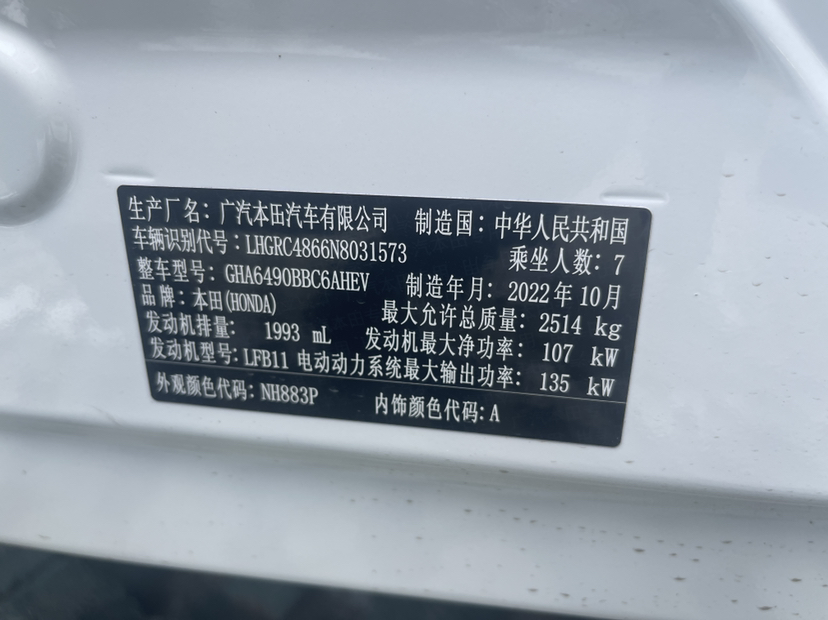 生产厂名：广汽本田汽车有限公司 制造国：中华人民共和国
车辆识别代号：LHGRC4866N8031573 乘坐人数：7
整车型号：GHA6490BBC6AHEV 制造年月：2022年10月
品牌：本田(HONDA) 最大允许总质量：2514 kg
发动机排量：1993 mL 发动机最大净功率：107 kW
发动机型号：LFB11 电动动力系统最大输出功率：135 kW
外观颜色代码：NH883P 内饰颜色代码：A